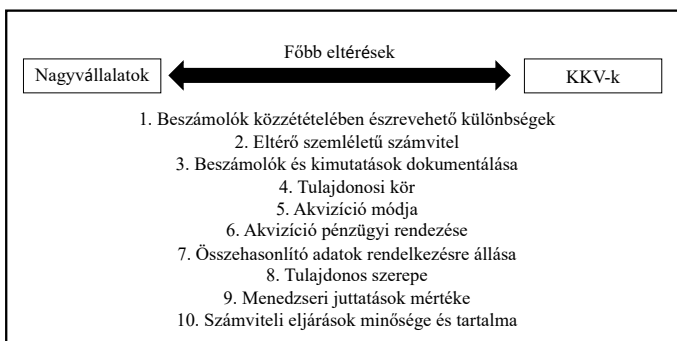 Főbb eltérések
Nagyvállalatok
KKV-k
1. Beszámolók közzétételében észrevehető különbségek
2. Eltérő szemléletű számvitel
3. Beszámolók és kimutatások dokumentálása
4. Tulajdonosi kör
5. Akvizíció módja
6. Akvizíció pénzügyi rendezése
7. Összehasonlító adatok rendelkezésre állása
8. Tulajdonos szerepe
9. Menedzseri juttatások mértéke
10. Számviteli eljárások minősége és tartalma